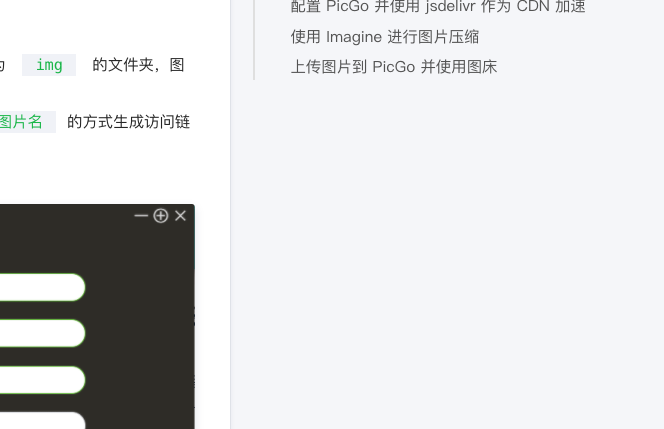 配置 PicGo 并使用 jsdelivr 作为 CDN 加速
使用 Imagine 进行图片压缩
上传图片到 PicGo 并使用图床
img 的文件夹，图
图片名 的方式生成访问链